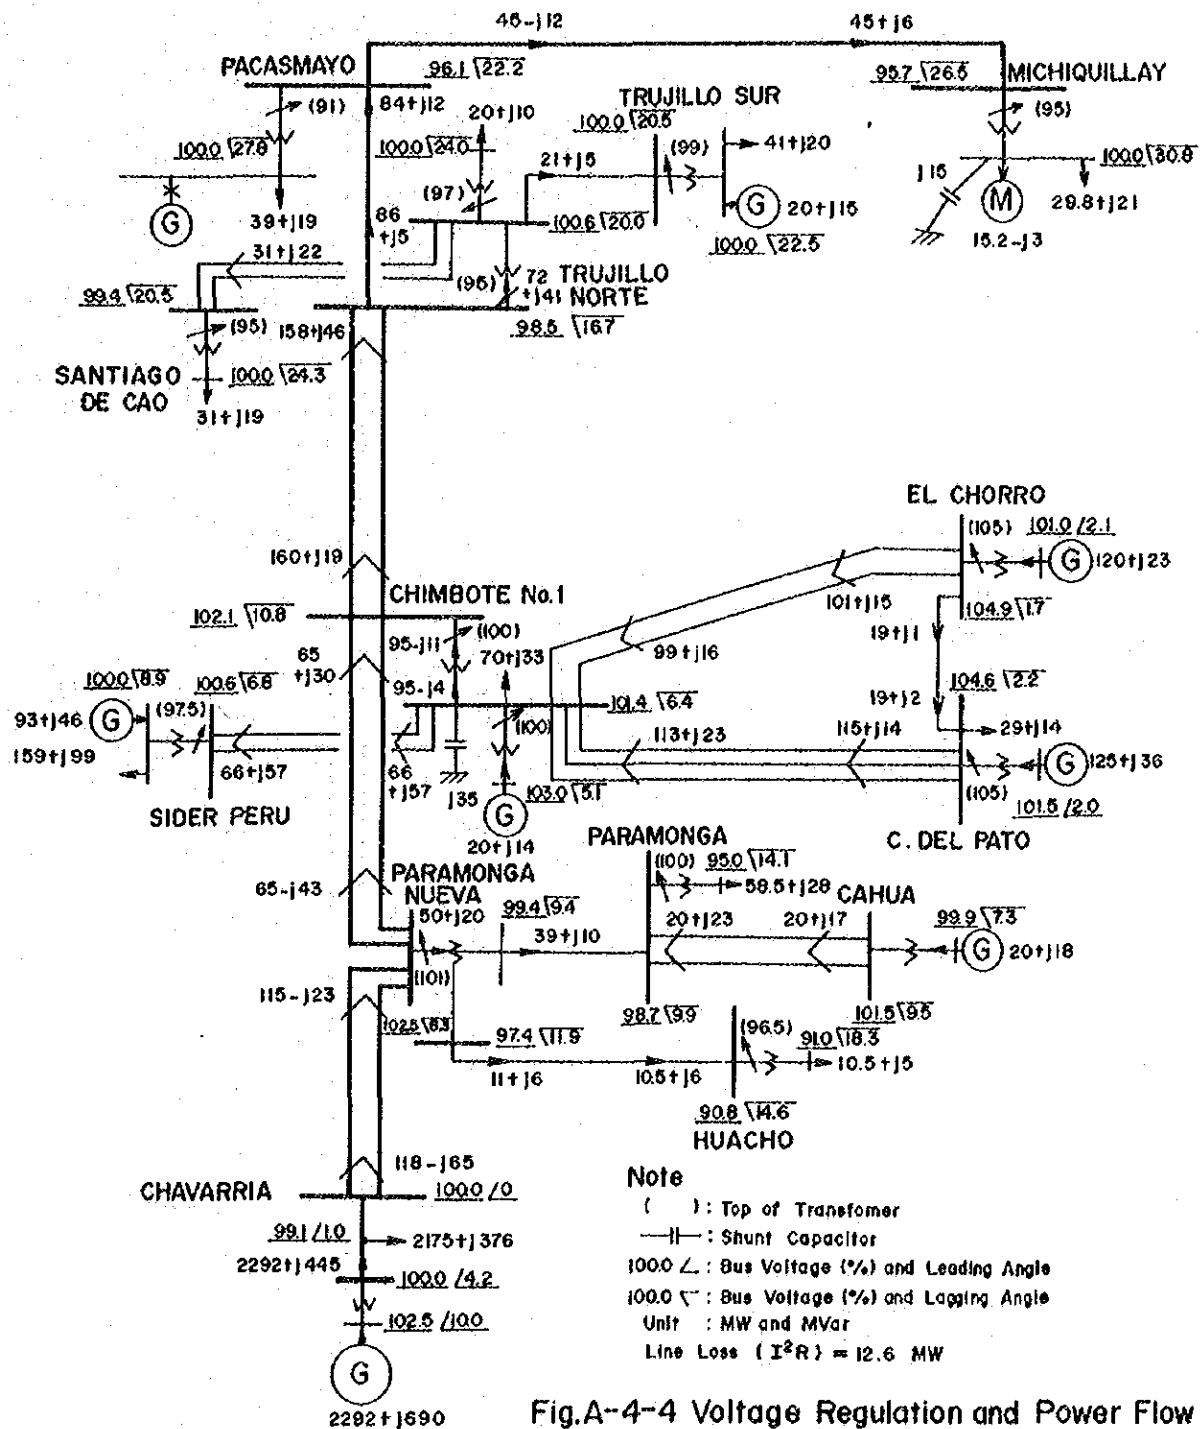 45-j12
45+j6
PACASMAYO
96.1 \22.2
95.7 \26.5
MICHIQUILLAY
(91)
84+j12
20+j10
TRUJILLO SUR
100.0 \20.5
(95)
100.0 \27.8
100.0 \24.0
(99)
41+j20
100.0 \30.8
21+j5
j15
(97)
G
39+j19
86
+j5
100.6 \20.0
G
20+j15
M
29.8+j21
100.0 \22.5
15.2-j3
31+j22
(95)
72
+j41
TRUJILLO
NORTE
99.4 \20.5
(95)
158+j46
98.5 \16.7
SANTIAGO
DE CAO
100.0 \24.3
31+j19
EL CHORRO
(105)
101.0 /2.1
160+j19
G
120+j23
CHIMBOTE No.1
101+j15
104.9 \1.7
102.1 \10.8
(100)
95-j11
70+j33
99+j16
19+j1
65
+j30
100.0 \8.9
100.6 \6.8
95-j4
101.4 \6.4
104.6 \2.2
19+j2
93+j46
G
(97.5)
(100)
113+j23
115+j14
29+j14
159+j99
66+j57
66
+j57
j35
103.0 \5.1
G
125+j36
(105)
101.5 /2.0
SIDER PERU
G
20+j14
C. DEL PATO
PARAMONGA
PARAMONGA
NUEVA
(100)
95.0 \14.1
65-j43
58.5+j28
50+j20
99.4 \9.4
CAHUA
39+j10
20+j23
20+j17
99.9 \7.3
G
20+j18
(101)
115-j23
102.5 \8.3
98.7 \9.9
101.5 \9.5
97.4 \11.9
(96.5)
91.0 \18.3
11+j6
10.5+j6
10.5+j5
90.8 \14.6
HUACHO
118-j65
CHAVARRIA
100.0 /0
99.1 /1.0
2175+j376
2292+j445
100.0 /4.2
102.5 /10.0
G
2292+j690
Note
( ) : Top of Transfomer
: Shunt Capacitor
100.0 ∠ : Bus Voltage (%) and Leading Angle
100.0 \ : Bus Voltage (%) and Lagging Angle
Unit : MW and MVar
Line Loss ( I²R ) = 12.6 MW
Fig.A-4-4 Voltage Regulation and Power Flow